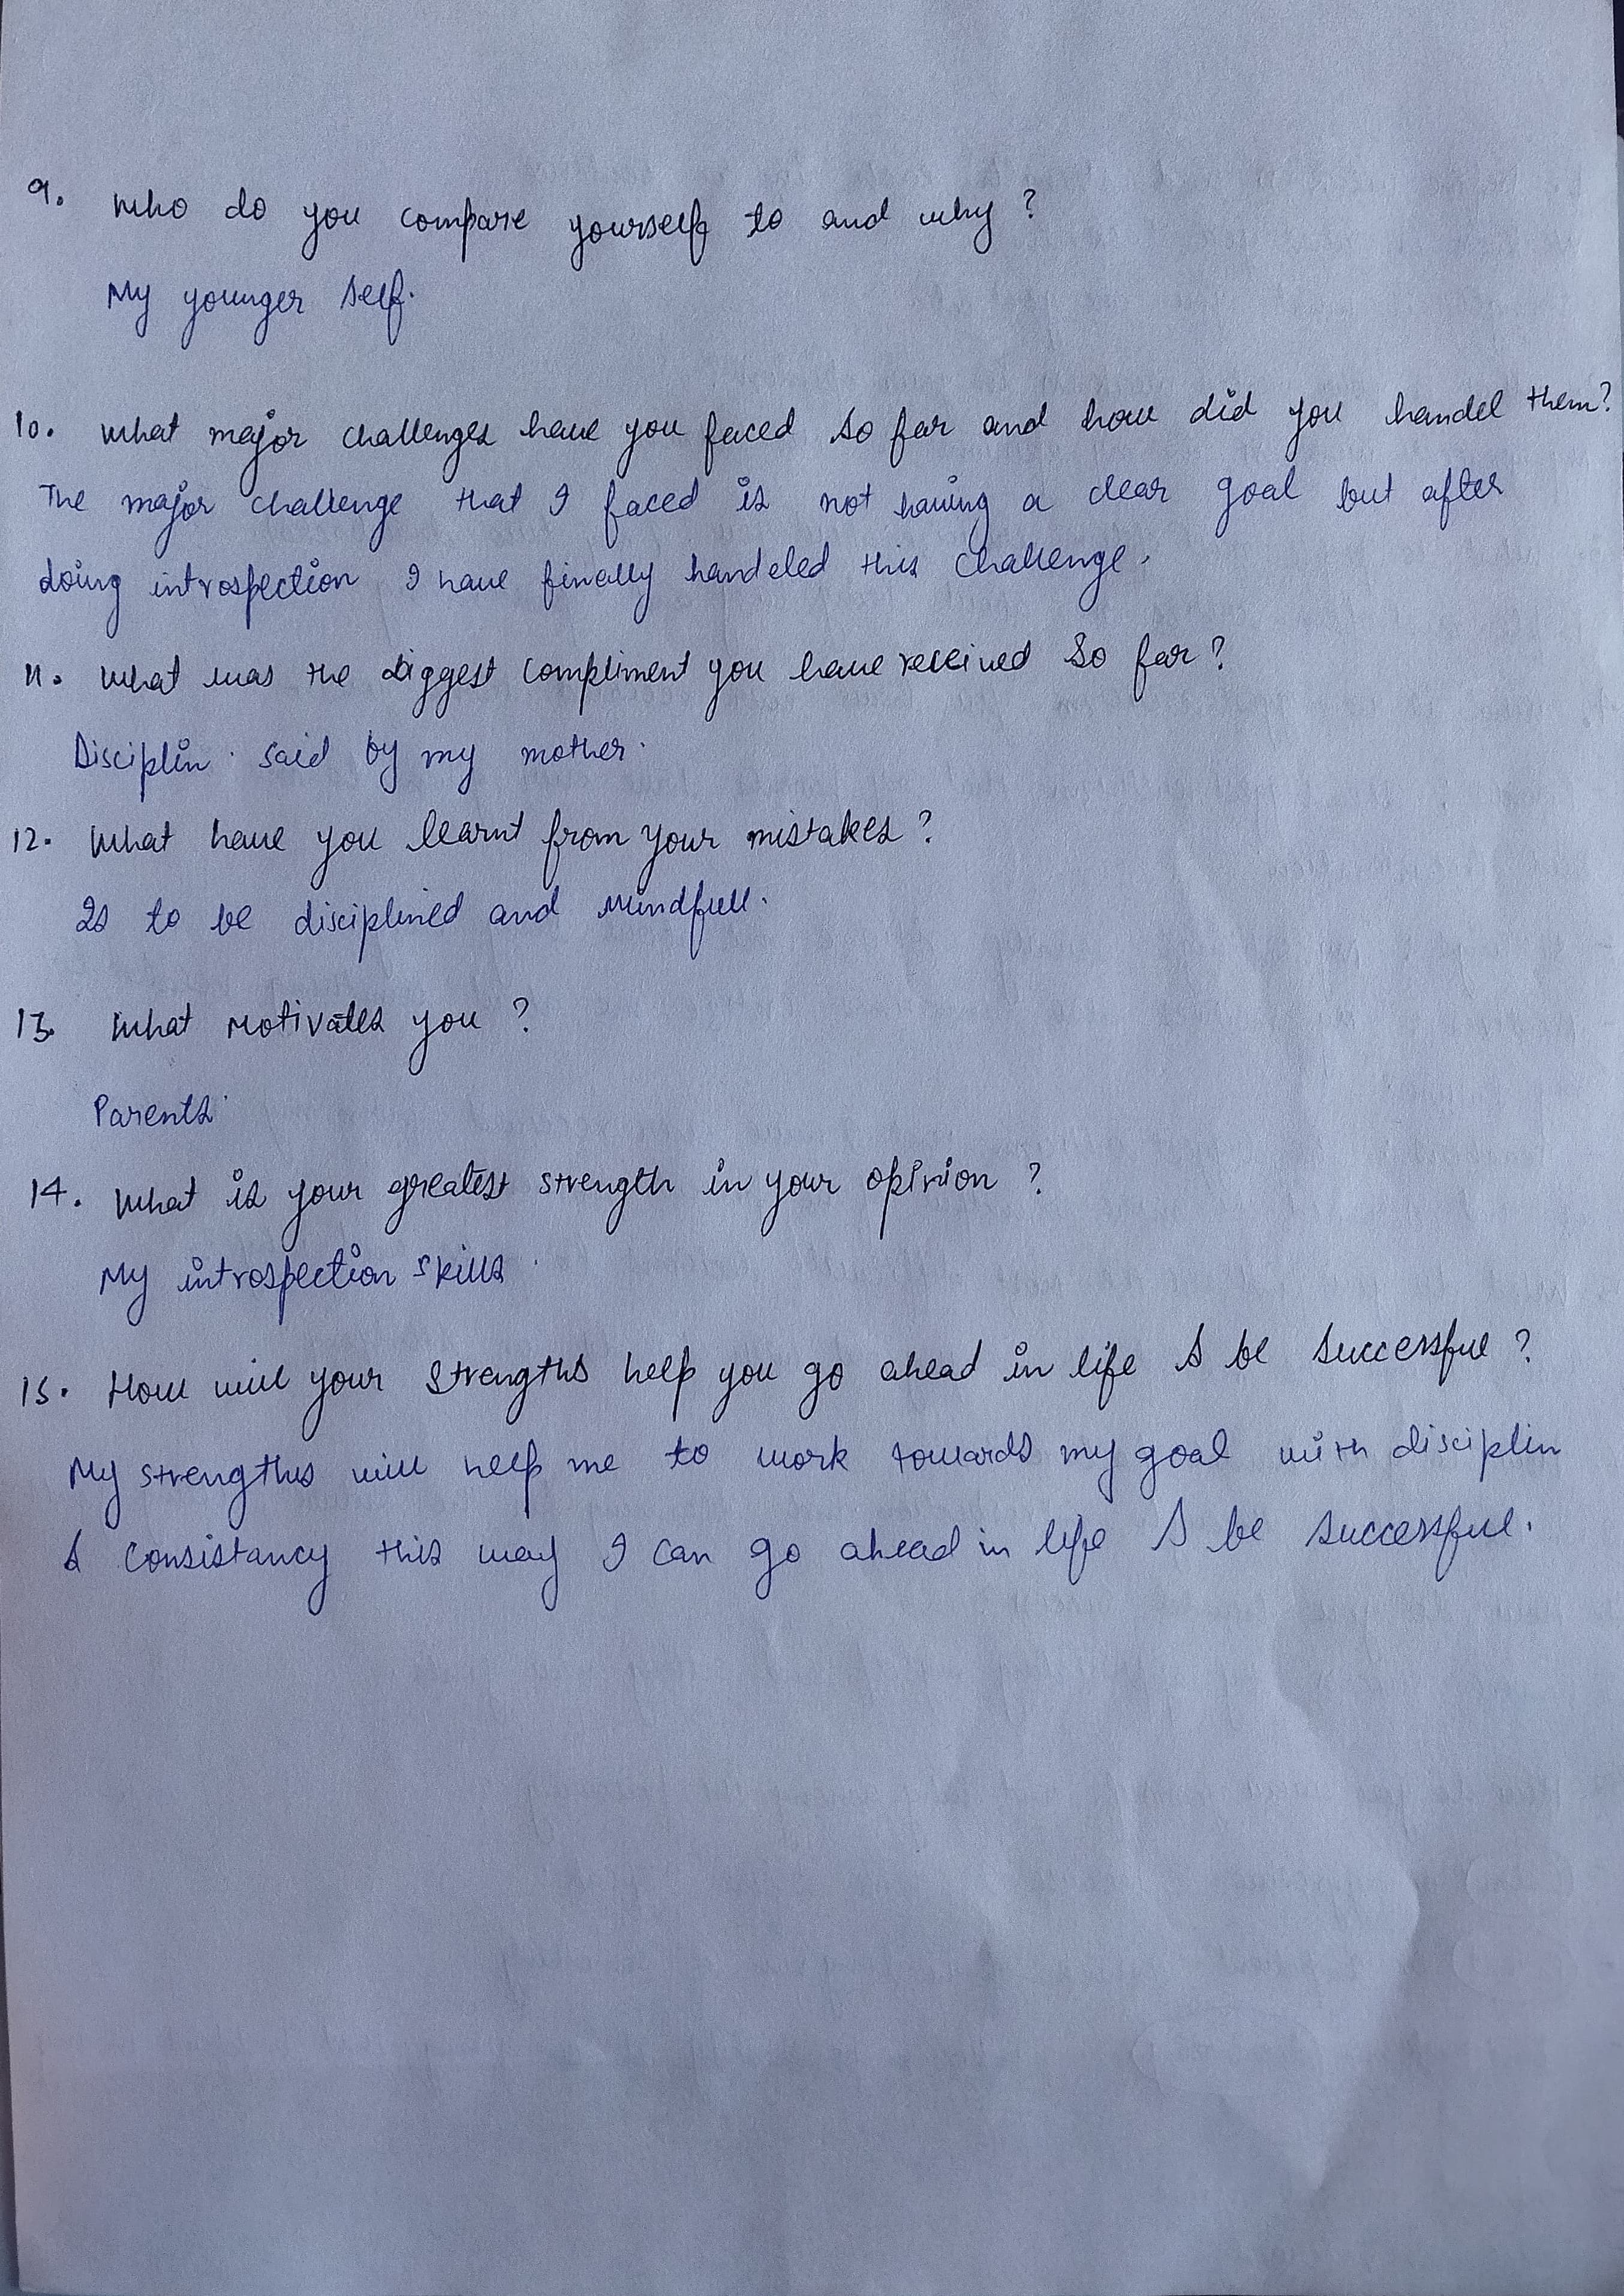 9. Who do you compare yourself to and why ?
My younger self.
10. What major challenges have you faced so far and how did you handel them?
The major challenge that I faced is not having a clear goal but after
doing introspection I have finally handeled this challenge.
11. What was the biggest compliment you have received so far ?
Disciplin. said by my mother.
12. What have you learnt from your mistakes ?
Is to be disciplined and mindfull.
13. What motivates you ?
Parents.
14. What is your greatest strength in your opinion ?
My introspection skills.
15. How will your strengths help you go ahead in life & be successful ?
My strengths will help me to work towards my goal with disciplin
& consistancy this way I can go ahead in life & be successful.